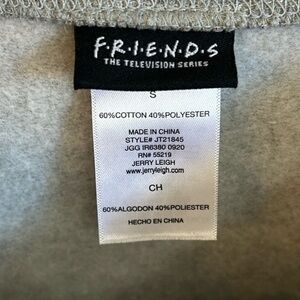 F·R·I·E·N·D·S
THE TELEVISION SERIES
S
60%COTTON 40%POLYESTER
MADE IN CHINA
STYLE# JT21845
JGG IR6380 0920
RN# 55219
JERRY LEIGH
www.jerryleigh.com
CH
60%ALGODON 40%POLIESTER
HECHO EN CHINA